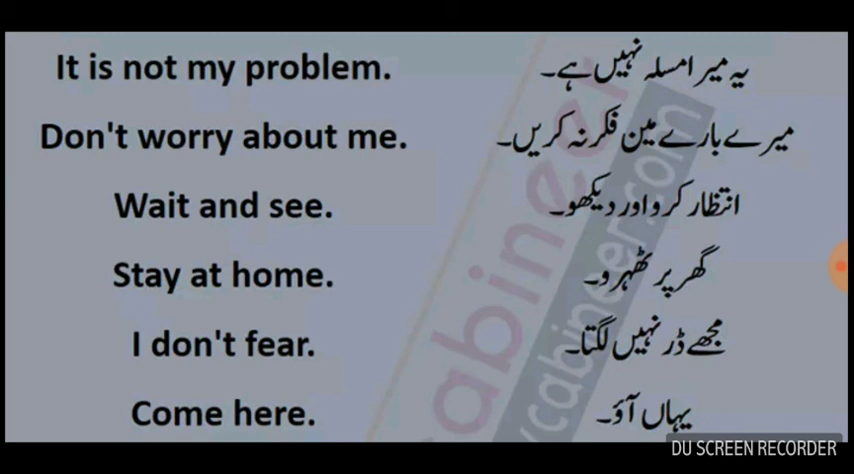 It is not my problem. یہ میرا مسلہ نہیں ہے۔
Don't worry about me. میرے بارے مین فکر نہ کریں۔
Wait and see. انتظار کرو اور دیکھو۔
Stay at home. گھر پر ٹھہرو۔
I don't fear. مجھے ڈر نہیں لگتا۔
Come here. یہاں آؤ۔
DU SCREEN RECORDER